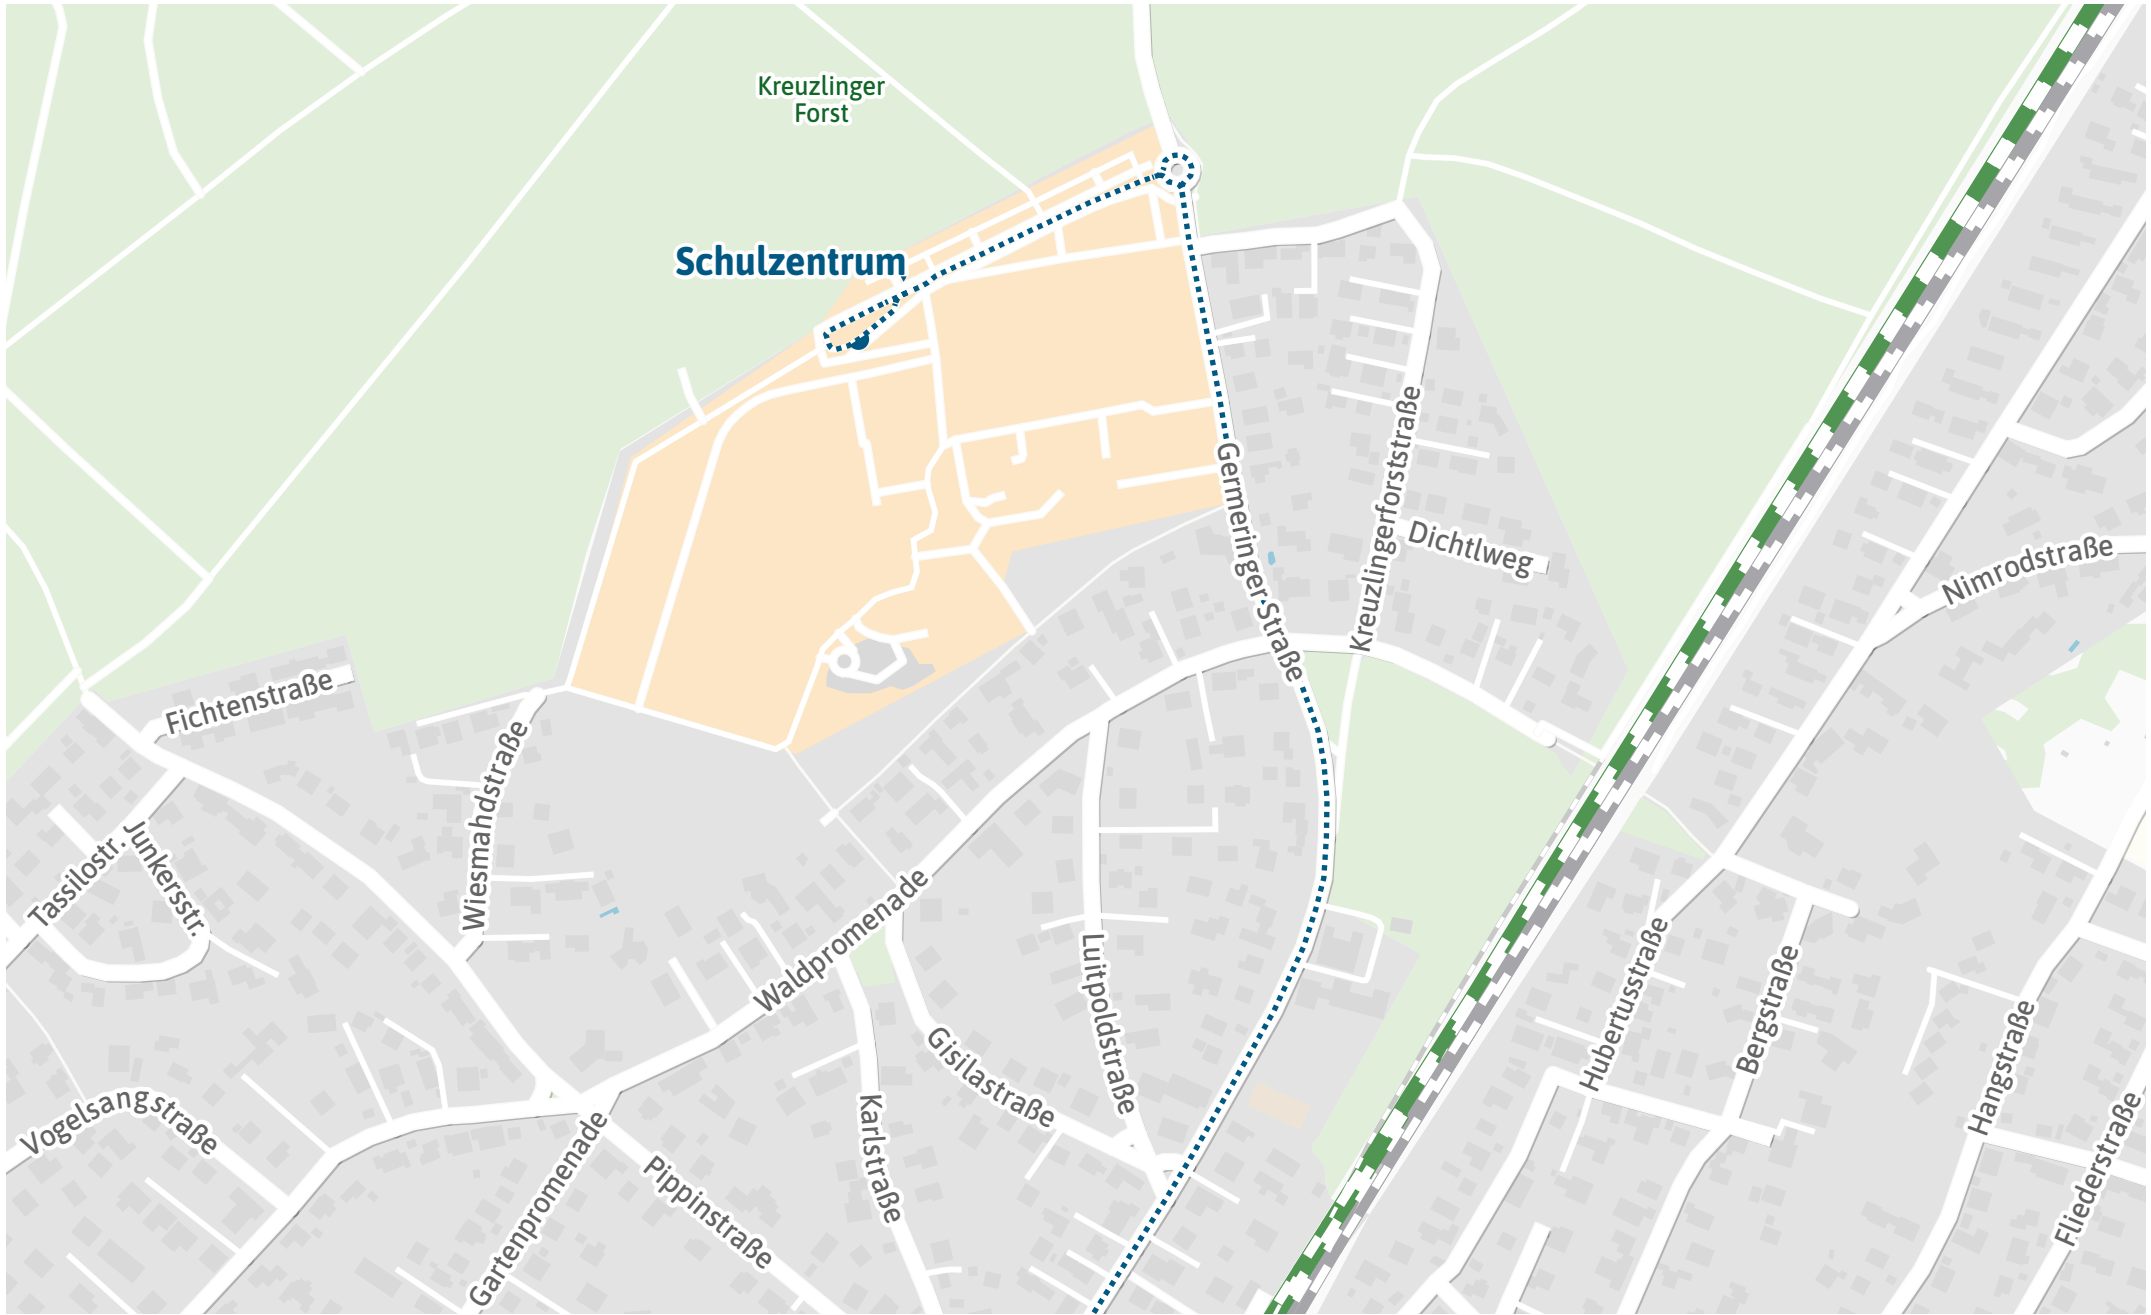 Kreuzlinger
Forst
Schulzentrum
Germeringer Straße
Kreuzlingerforststraße
Dichtlweg
Nimrodstraße
Fichtenstraße
Wiesmahdstraße
Tassilostr.
Junkersstr.
Waldpromenade
Luitpoldstraße
Gisilastraße
Karlstraße
Hubertusstraße
Bergstraße
Hangstraße
Fliederstraße
Vogelsangstraße
Gartenpromenade
Pippinstraße